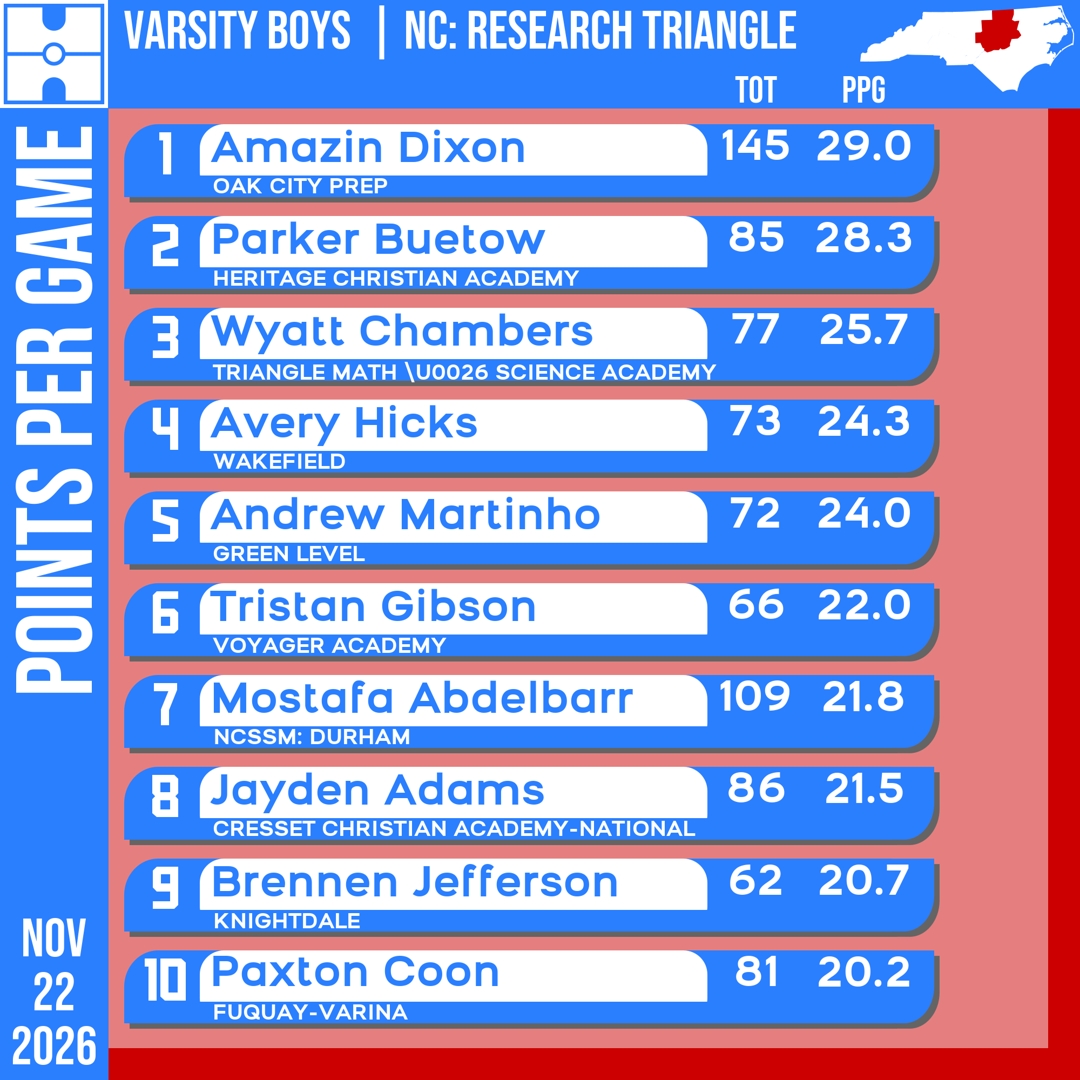 VARSITY BOYS | NC: RESEARCH TRIANGLE
TOT PPG
POINTS PER GAME
1 Amazin Dixon 145 29.0
OAK CITY PREP
2 Parker Buetow 85 28.3
HERITAGE CHRISTIAN ACADEMY
3 Wyatt Chambers 77 25.7
TRIANGLE MATH \U0026 SCIENCE ACADEMY
4 Avery Hicks 73 24.3
WAKEFIELD
5 Andrew Martinho 72 24.0
GREEN LEVEL
6 Tristan Gibson 66 22.0
VOYAGER ACADEMY
7 Mostafa Abdelbarr 109 21.8
NCSSM: DURHAM
8 Jayden Adams 86 21.5
CRESSET CHRISTIAN ACADEMY-NATIONAL
9 Brennen Jefferson 62 20.7
KNIGHTDALE
10 Paxton Coon 81 20.2
FUQUAY-VARINA
NOV
22
2026